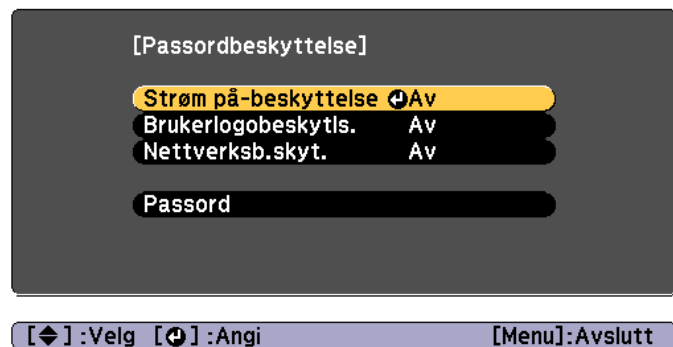 [Passordbeskyttelse]
Strøm på-beskyttelse Av
Brukerlogobeskytls. Av
Nettverksb.skyt. Av
Passord
[ ] :Velg [ ] :Angi [Menu]:Avslutt